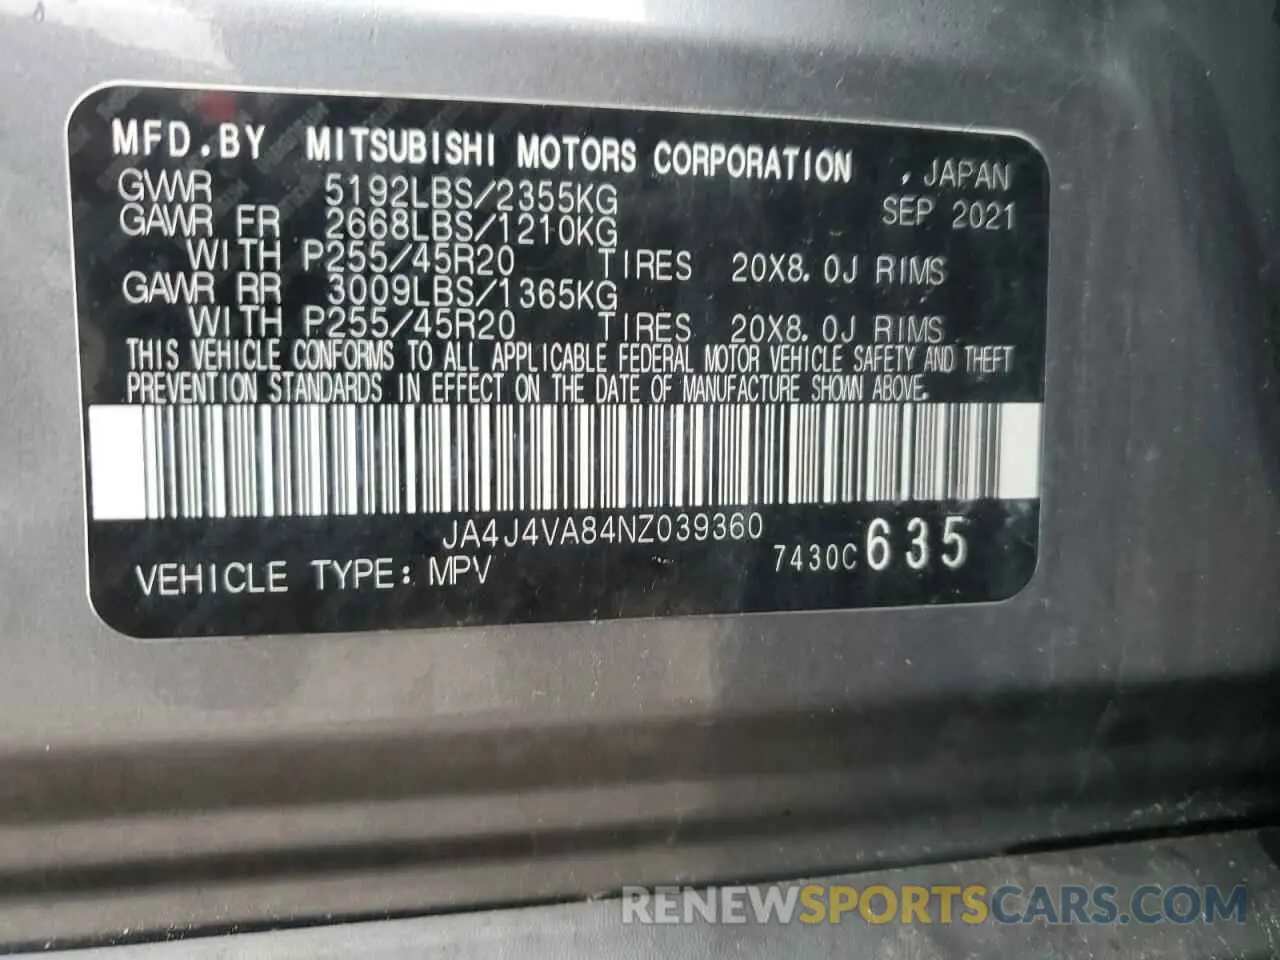 MFD.BY MITSUBISHI MOTORS CORPORATION , JAPAN
GVWR 5192LBS/2355KG SEP 2021
GAWR FR 2668LBS/1210KG
WITH P255/45R20 TIRES 20X8.0J RIMS
GAWR RR 3009LBS/1365KG
WITH P255/45R20 TIRES 20X8.0J RIMS
THIS VEHICLE CONFORMS TO ALL APPLICABLE FEDERAL MOTOR VEHICLE SAFETY AND THEFT
PREVENTION STANDARDS IN EFFECT ON THE DATE OF MANUFACTURE SHOWN ABOVE.
JA4J4VA84NZ039360
VEHICLE TYPE: MPV 7430C 635
RENEWSPORTSCARS.COM